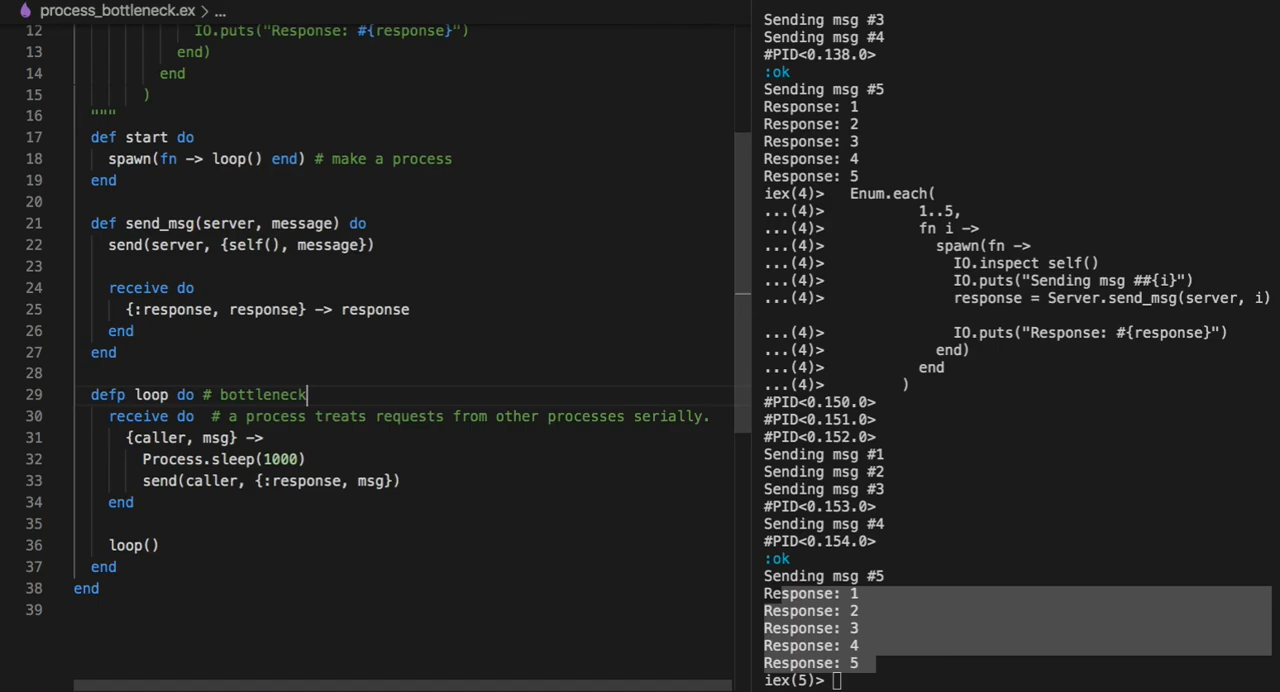 process_bottleneck.ex > ...
12 IO.puts("Response: #{response}")
13 end)
14 end
15 )
16 """
17 def start do
18 spawn(fn -> loop() end) # make a process
19 end
20
21 def send_msg(server, message) do
22 send(server, {self(), message})
23
24 receive do
25 {:response, response} -> response
26 end
27 end
28
29 defp loop do # bottleneck
30 receive do  # a process treats requests from other processes serially.
31 {caller, msg} ->
32 Process.sleep(1000)
33 send(caller, {:response, msg})
34 end
35
36 loop()
37 end
38 end
39
Sending msg #3
Sending msg #4
#PID<0.138.0>
:ok
Sending msg #5
Response: 1
Response: 2
Response: 3
Response: 4
Response: 5
iex(4)>   Enum.each(
...(4)>           1..5,
...(4)>           fn i ->
...(4)>             spawn(fn ->
...(4)>               IO.inspect self()
...(4)>               IO.puts("Sending msg ##{i}")
...(4)>               response = Server.send_msg(server, i)
...(4)>               IO.puts("Response: #{response}")
...(4)>             end)
...(4)>           end
...(4)>         )
#PID<0.150.0>
#PID<0.151.0>
#PID<0.152.0>
Sending msg #1
Sending msg #2
Sending msg #3
#PID<0.153.0>
Sending msg #4
#PID<0.154.0>
:ok
Sending msg #5
Response: 1
Response: 2
Response: 3
Response: 4
Response: 5
iex(5)>